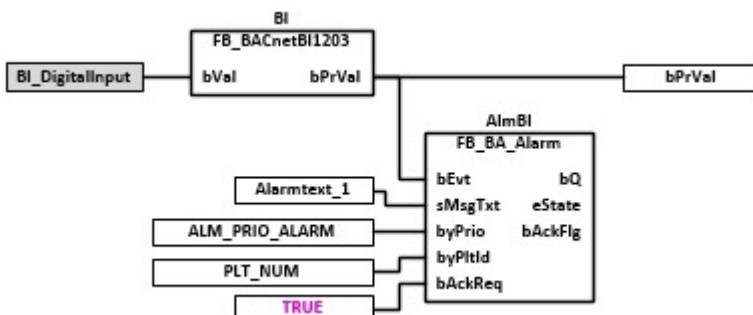 BI
FB_BACnetBI1203
BI_DigitalInput
bVal bPrVal
bPrVal
AlmBI
FB_BA_Alarm
bEvt bQ
Alarmtext_1
sMsgTxt eState
ALM_PRIO_ALARM
byPrio bAckFlg
PLT_NUM
byPltId
TRUE
bAckReq